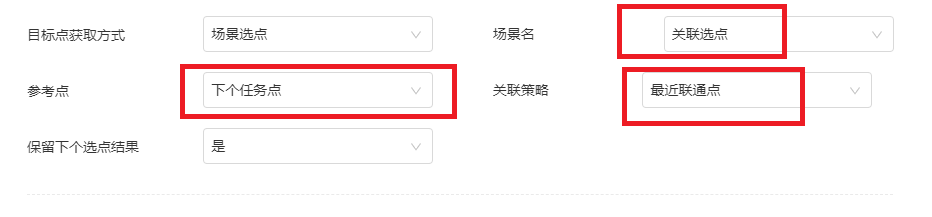 目标点获取方式 场景选点 场景名 关联选点
参考点 下个任务点 关联策略 最近联通点
保留下个选点结果 是